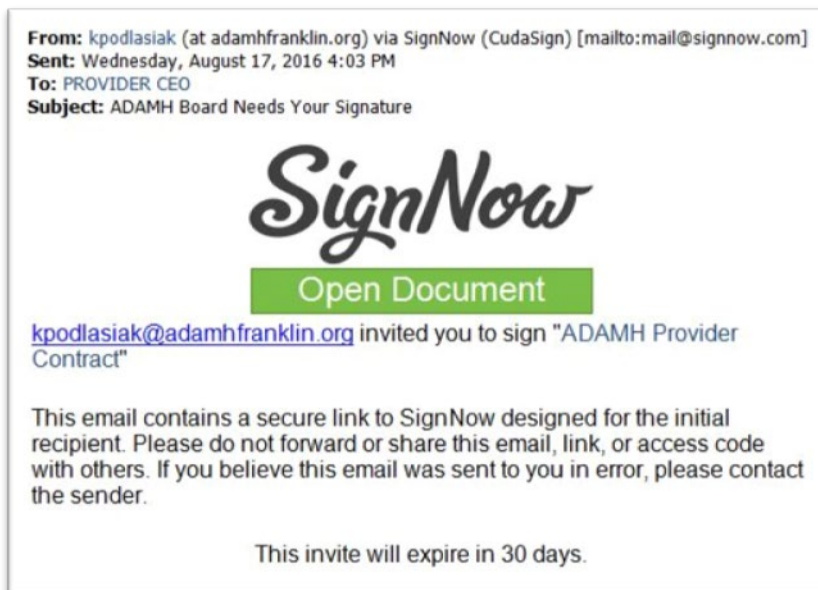 From: kpodlasiak (at adamhfranklin.org) via SignNow (CudaSign) [mailto:mail@signnow.com]
Sent: Wednesday, August 17, 2016 4:03 PM
To: PROVIDER CEO
Subject: ADAMH Board Needs Your Signature
SignNow
Open Document
kpodlasiak@adamhfranklin.org invited you to sign "ADAMH Provider
Contract"
This email contains a secure link to SignNow designed for the initial
recipient. Please do not forward or share this email, link, or access code
with others. If you believe this email was sent to you in error, please contact
the sender.
This invite will expire in 30 days.